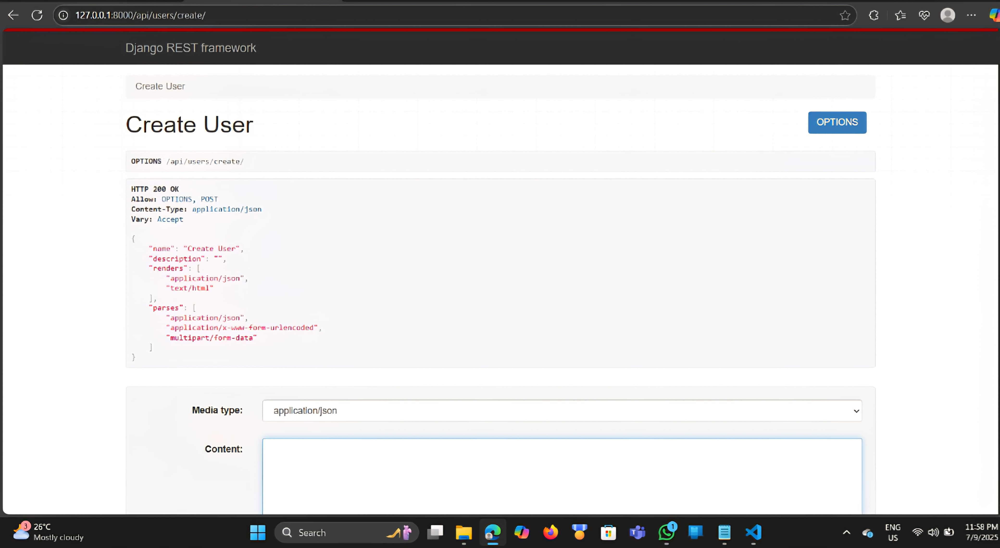 127.0.0.1:8000/api/users/create/
Django REST framework
Create User
Create User
OPTIONS
OPTIONS /api/users/create/
HTTP 200 OK
Allow: OPTIONS, POST
Content-Type: application/json
Vary: Accept
{
"name": "Create User",
"description": "",
"renders": [
"application/json",
"text/html"
],
"parses": [
"application/json",
"application/x-www-form-urlencoded",
"multipart/form-data"
]
}
Media type:
application/json
Content:
3
26°C
Mostly cloudy
Search
T
1
ENG
US
11:58 PM
7/9/2025